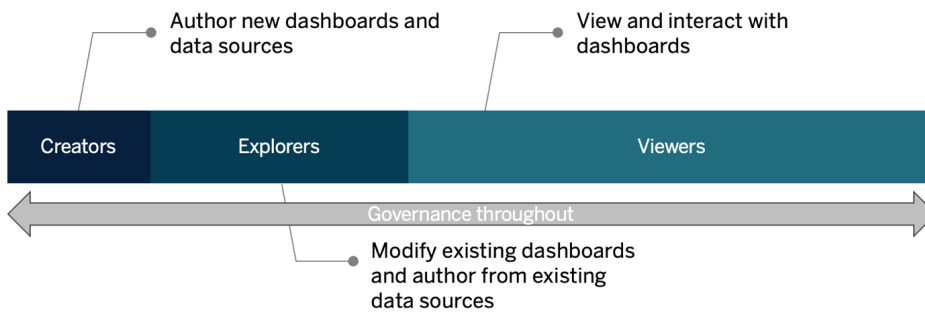 Author new dashboards and
data sources
View and interact with
dashboards
Creators
Explorers
Viewers
Governance throughout
Modify existing dashboards
and author from existing
data sources